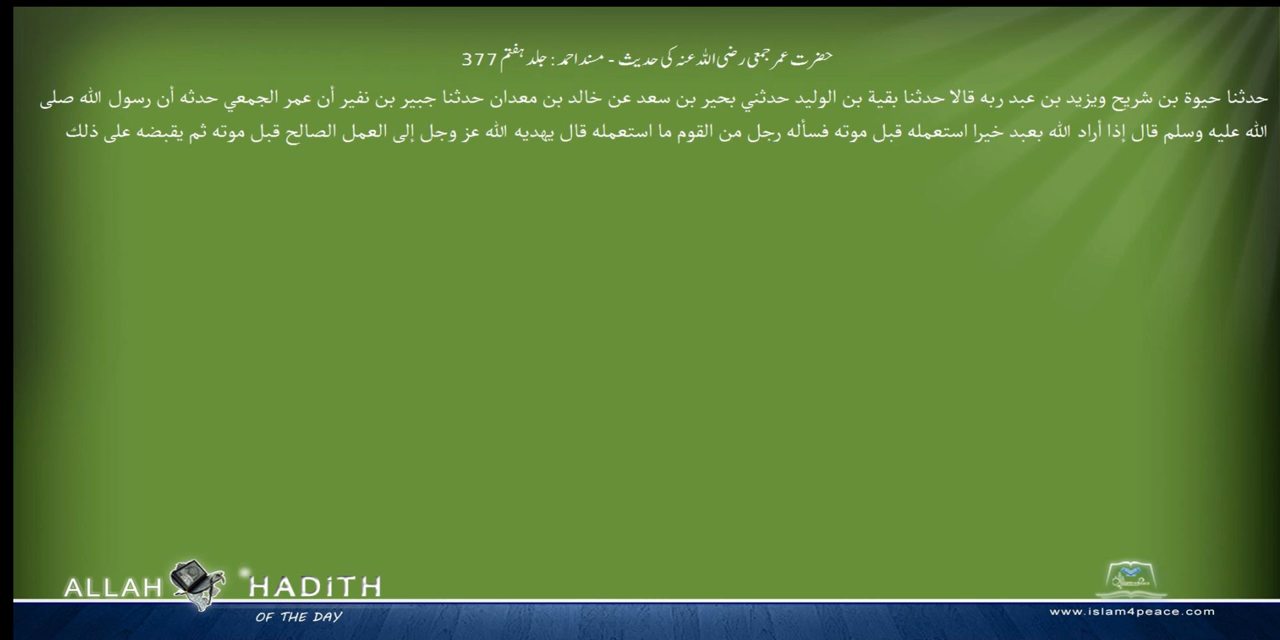 حضرت عمر جمعی رضی اللہ عنہ کی حدیث - مسند احمد : جلد ہفتم 377
حدثنا حيوة بن شريح ويزيد بن عبد ربه قالا حدثنا بقية بن الوليد حدثني بحير بن سعد عن خالد بن معدان حدثنا جبير بن نفير أن عمر الجمعي حدثه أن رسول الله صلى
الله عليه وسلم قال إذا أراد الله بعبد خيرا استعمله قبل موته فسأله رجل من القوم ما استعمله قال يهديه الله عز وجل إلى العمل الصالح قبل موته ثم يقبضه على ذلك
ALLAH HADiTH
OF THE DAY
www.islam4peace.com